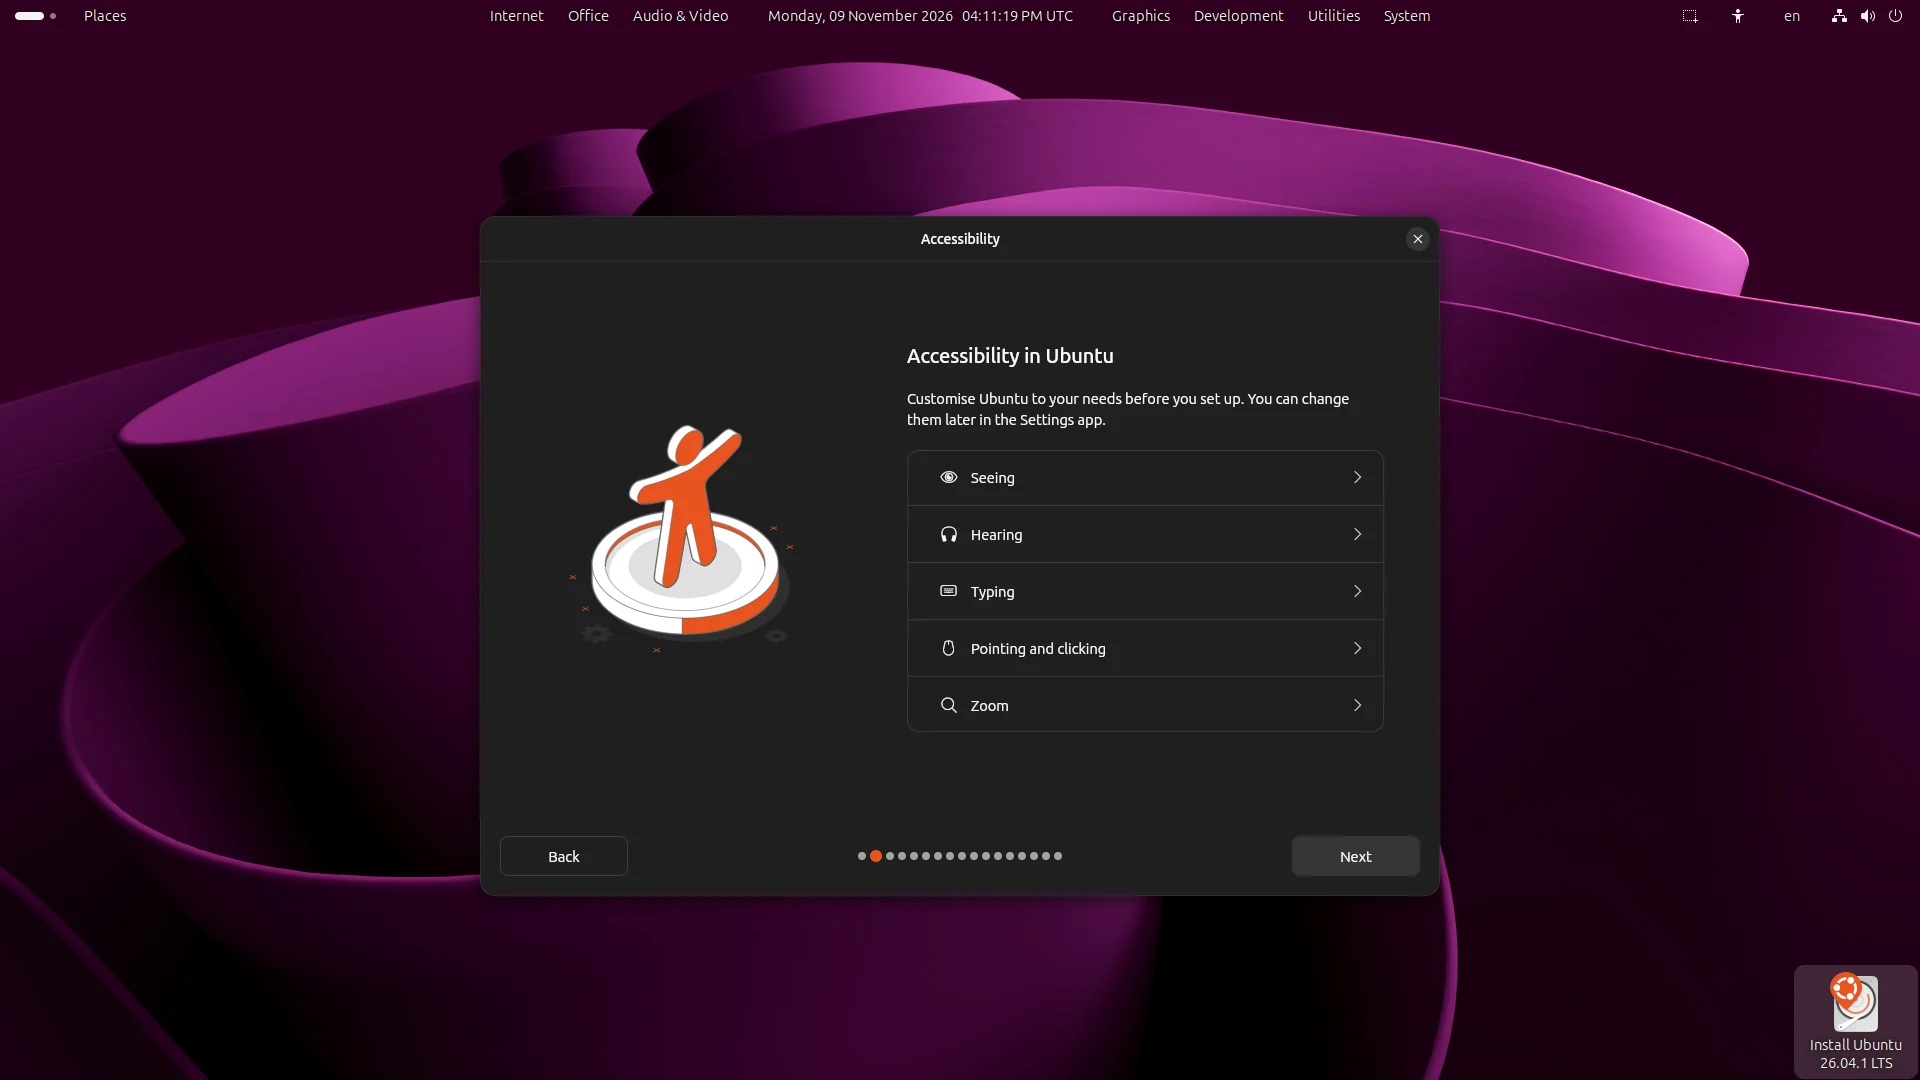 Places
Internet Office Audio & Video Monday, 09 November 2026 04:11:19 PM UTC Graphics Development Utilities System
en
Accessibility
Accessibility in Ubuntu
Customise Ubuntu to your needs before you set up. You can change
them later in the Settings app.
Seeing
Hearing
Typing
Pointing and clicking
Zoom
Back
Next
Install Ubuntu
26.04.1 LTS